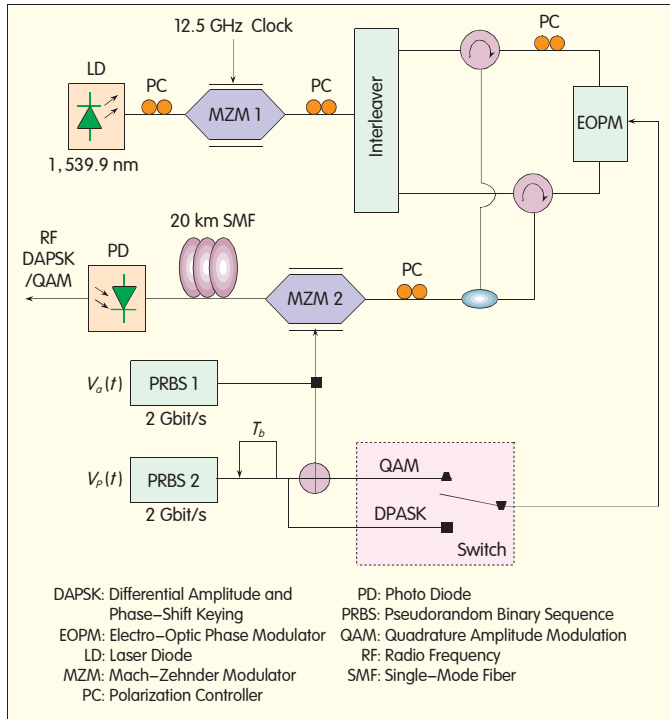 12.5 GHz Clock
LD
PC
MZM 1
PC
Interleaver
PC
EOPM
1,539.9 nm
RF
DAPSK
/QAM
PD
20 km SMF
MZM 2
PC
Va(t)
PRBS 1
2 Gbit/s
Tb
VP(t)
PRBS 2
2 Gbit/s
QAM
DPASK
Switch
DAPSK: Differential Amplitude and
Phase-Shift Keying
EOPM: Electro-Optic Phase Modulator
LD: Laser Diode
MZM: Mach-Zehnder Modulator
PC: Polarization Controller
PD: Photo Diode
PRBS: Pseudorandom Binary Sequence
QAM: Quadrature Amplitude Modulation
RF: Radio Frequency
SMF: Single-Mode Fiber